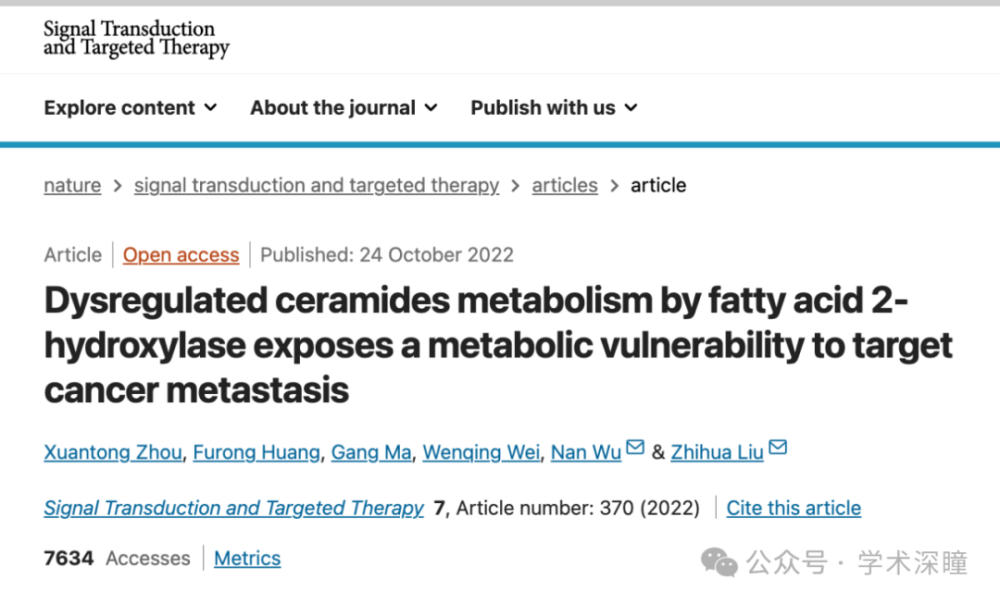 Signal Transduction
and Targeted Therapy
Explore content About the journal Publish with us
nature > signal transduction and targeted therapy > articles > article
Article | Open access | Published: 24 October 2022
Dysregulated ceramides metabolism by fatty acid 2-
hydroxylase exposes a metabolic vulnerability to target
cancer metastasis
Xuantong Zhou, Furong Huang, Gang Ma, Wenqing Wei, Nan Wu & Zhihua Liu
Signal Transduction and Targeted Therapy 7, Article number: 370 (2022) | Cite this article
7634 Accesses | Metrics
公众号 · 学术深瞳